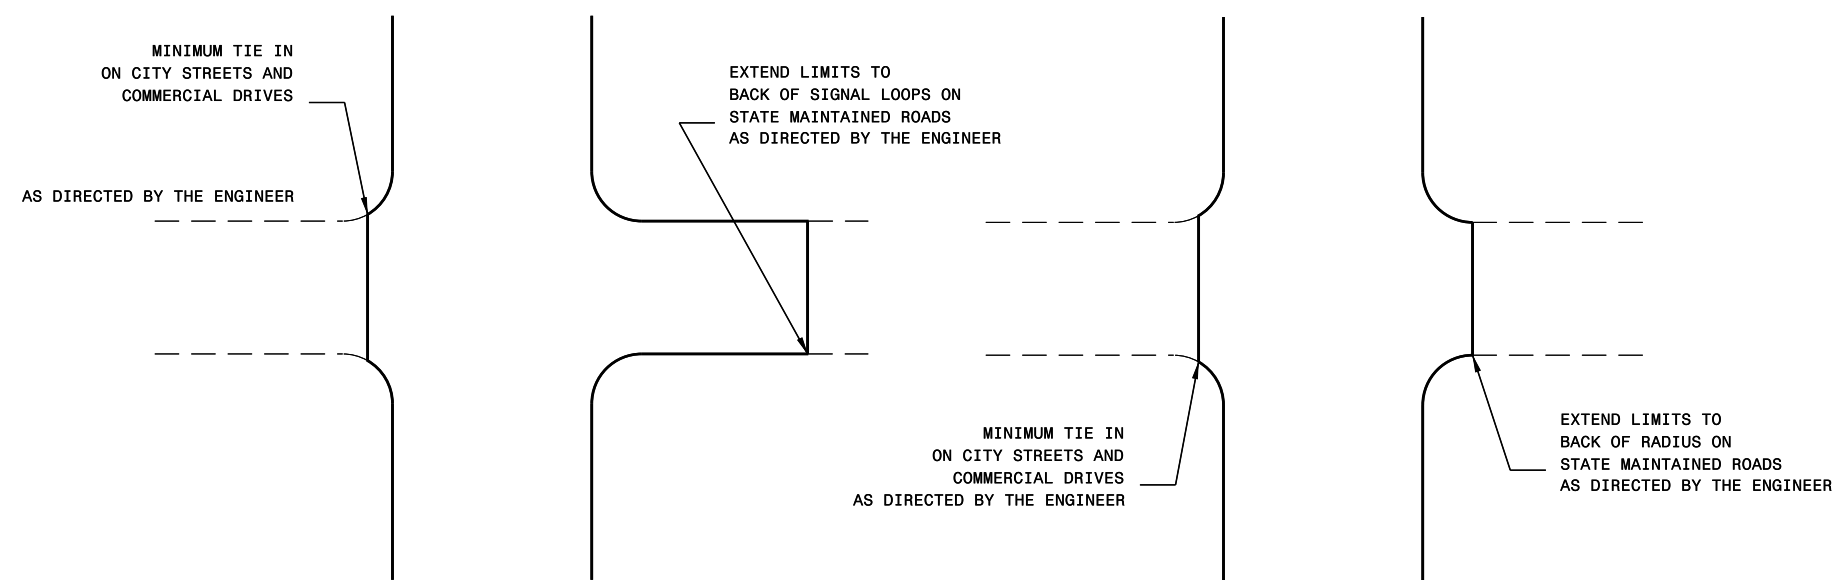 MINIMUM TIE IN
ON CITY STREETS AND
COMMERCIAL DRIVES
AS DIRECTED BY THE ENGINEER
EXTEND LIMITS TO
BACK OF SIGNAL LOOPS ON
STATE MAINTAINED ROADS
AS DIRECTED BY THE ENGINEER
MINIMUM TIE IN
ON CITY STREETS AND
COMMERCIAL DRIVES
AS DIRECTED BY THE ENGINEER
EXTEND LIMITS TO
BACK OF RADIUS ON
STATE MAINTAINED ROADS
AS DIRECTED BY THE ENGINEER